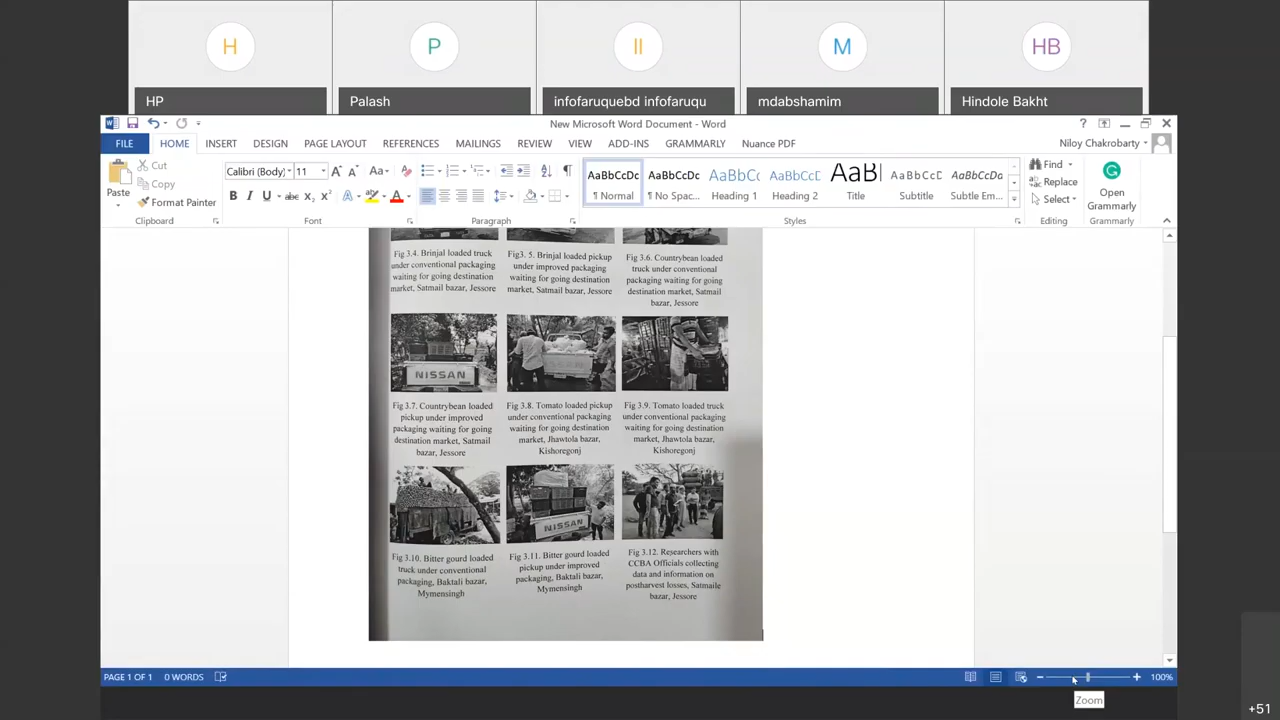 H
P
II
M
HB
HP
Palash
infofaruquebd infofaruqu
mdabshamim
Hindole Bakht
New Microsoft Word Document - Word
FILE
HOME
INSERT
DESIGN
PAGE LAYOUT
REFERENCES
MAILINGS
REVIEW
VIEW
ADD-INS
GRAMMARLY
Nuance PDF
Niloy Chakrobarty
Paste
Cut
Copy
Format Painter
Clipboard
Calibri (Body)
11
Font
Paragraph
AaBbCcDc
¶ Normal
AaBbCcDc
¶ No Spac...
AaBbCc
Heading 1
AaBbCcD
Heading 2
AaB
Title
AaBbCcD
Subtitle
AaBbCcDa
Subtle Em...
Styles
Find
Replace
Select
Editing
Open
Grammarly
Grammarly
Fig 3.4. Brinjal loaded truck
under conventional packaging
waiting for going destination
market, Satmail bazar, Jessore
Fig3. 5. Brinjal loaded pickup
under improved packaging
waiting for going destination
market, Satmail bazar, Jessore
Fig 3.6. Countrybean loaded
truck under conventional
packaging waiting for going
destination market, Satmail
bazar, Jessore
NISSAN
Fig 3.7. Countrybean loaded
pickup under improved
packaging waiting for going
destination market, Satmail
bazar, Jessore
Fig 3.8. Tomato loaded pickup
under conventional packaging
waiting for going destination
market, Jhawtola bazar,
Kishoregonj
Fig 3.9. Tomato loaded truck
under conventional packaging
waiting for going destination
market, Jhawtola bazar,
Kishoregonj
NISSAN
Fig 3.10. Bitter gourd loaded
truck under conventional
packaging, Baktali bazar,
Mymensingh
Fig 3.11. Bitter gourd loaded
pickup under improved
packaging, Baktali bazar,
Mymensingh
Fig 3.12. Researchers with
CCBA Officials collecting
data and information on
postharvest losses, Satmaile
bazar, Jessore
PAGE 1 OF 1
0 WORDS
100%
Zoom
+51